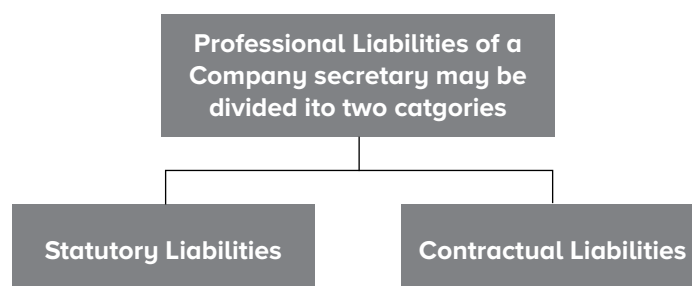 Professional Liabilities of a
Company secretary may be
divided ito two catgories
Statutory Liabilities
Contractual Liabilities